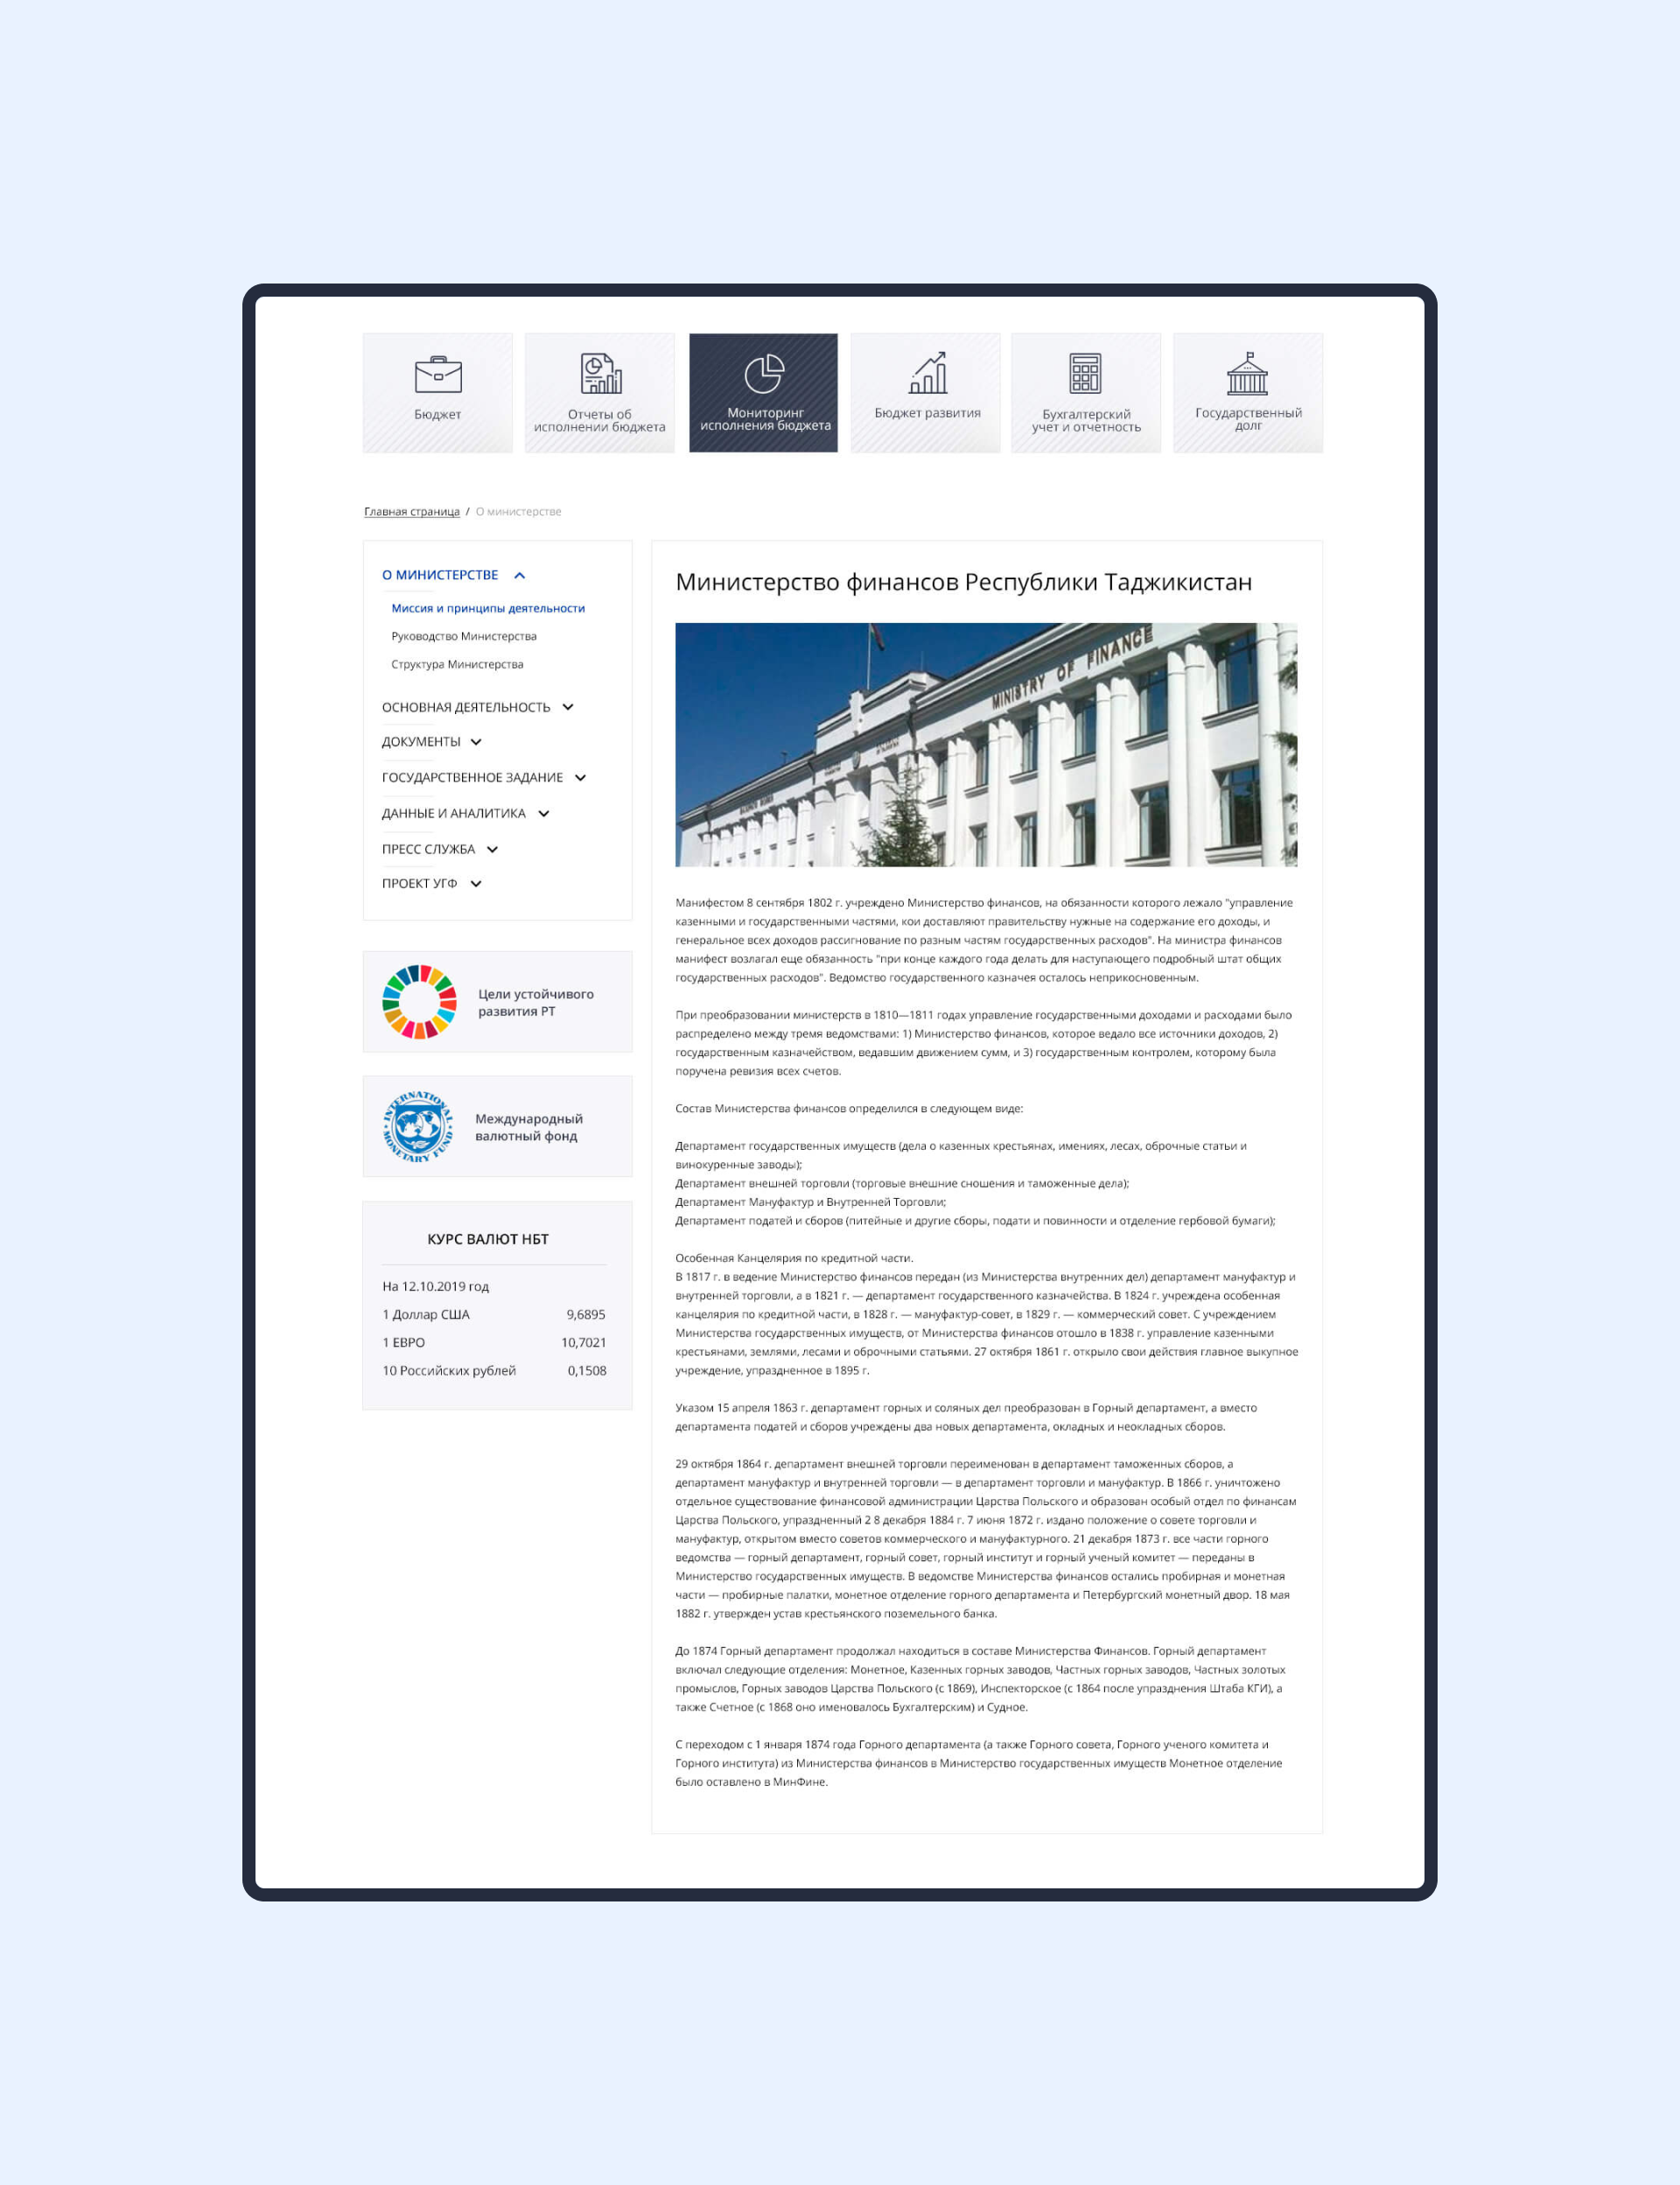 Бюджет
Отчеты об
исполнении бюджета
Мониторинг
исполнения бюджета
Бюджет развития
Бухгалтерский
учет и отчетность
Государственный
долг
Главная страница / О министерстве
О МИНИСТЕРСТВЕ
Миссия и принципы деятельности
Руководство Министерства
Структура Министерства
ОСНОВНАЯ ДЕЯТЕЛЬНОСТЬ
ДОКУМЕНТЫ
ГОСУДАРСТВЕННОЕ ЗАДАНИЕ
ДАННЫЕ И АНАЛИТИКА
ПРЕСС СЛУЖБА
ПРОЕКТ УГФ
Цели устойчивого
развития РТ
INTERNATIONAL
MONETARY FUND
Международный
валютный фонд
КУРС ВАЛЮТ НБТ
На 12.10.2019 год
1 Доллар США 9,6895
1 ЕВРО 10,7021
10 Российских рублей 0,1508
Министерство финансов Республики Таджикистан
MINISTRY OF FINANCE
Манифестом 8 сентября 1802 г. учреждено Министерство финансов, на обязанности которого лежало "управление
казенными и государственными частями, кои доставляют правительству нужные на содержание его доходы, и
генеральное всех доходов рассигнование по разным частям государственных расходов". На министра финансов
манифест возлагал еще обязанность "при конце каждого года делать для наступающего подробный штат общих
государственных расходов". Ведомство государственного казначея осталось неприкосновенным.
При преобразовании министерств в 1810—1811 годах управление государственными доходами и расходами было
распределено между тремя ведомствами: 1) Министерство финансов, которое ведало все источники доходов, 2)
государственным казначейством, ведавшим движением сумм, и 3) государственным контролем, которому была
поручена ревизия всех счетов.
Состав Министерства финансов определился в следующем виде:
Департамент государственных имуществ (дела о казенных крестьянах, имениях, лесах, оброчные статьи и
винокуренные заводы);
Департамент внешней торговли (торговые внешние сношения и таможенные дела);
Департамент Мануфактур и Внутренней Торговли;
Департамент податей и сборов (питейные и другие сборы, подати и повинности и отделение гербовой бумаги);
Особенная Канцелярия по кредитной части.
В 1817 г. в ведение Министерство финансов передан (из Министерства внутренних дел) департамент мануфактур и
внутренней торговли, а в 1821 г. — департамент государственного казначейства. В 1824 г. учреждена особенная
канцелярия по кредитной части, в 1828 г. — мануфактур-совет, в 1829 г. — коммерческий совет. С учреждением
Министерства государственных имуществ, от Министерства финансов отошло в 1838 г. управление казенными
крестьянами, землями, лесами и оброчными статьями. 27 октября 1861 г. открыло свои действия главное выкупное
учреждение, упраздненное в 1895 г.
Указом 15 апреля 1863 г. департамент горных и соляных дел преобразован в Горный департамент, а вместо
департамента податей и сборов учреждены два новых департамента, окладных и неокладных сборов.
29 октября 1864 г. департамент внешней торговли переименован в департамент таможенных сборов, а
департамент мануфактур и внутренней торговли — в департамент торговли и мануфактур. В 1866 г. уничтожено
отдельное существование финансовой администрации Царства Польского и образован особый отдел по финансам
Царства Польского, упраздненный 2 8 декабря 1884 г. 7 июня 1872 г. издано положение о совете торговли и
мануфактур, открытом вместо советов коммерческого и мануфактурного. 21 декабря 1873 г. все части горного
ведомства — горный департамент, горный совет, горный институт и горный ученый комитет — переданы в
Министерство государственных имуществ. В ведомстве Министерства финансов остались пробирная и монетная
части — пробирные палатки, монетное отделение горного департамента и Петербургский монетный двор. 18 мая
1882 г. утвержден устав крестьянского поземельного банка.
До 1874 Горный департамент продолжал находиться в составе Министерства Финансов. Горный департамент
включал следующие отделения: Монетное, Казенных горных заводов, Частных горных заводов, Частных золотых
промыслов, Горных заводов Царства Польского (с 1869), Инспекторское (с 1864 после упразднения Штаба КГИ), а
также Счетное (с 1868 оно именовалось Бухгалтерским) и Судное.
С переходом с 1 января 1874 года Горного департамента (а также Горного совета, Горного ученого комитета и
Горного института) из Министерства финансов в Министерство государственных имуществ Монетное отделение
было оставлено в МинФине.